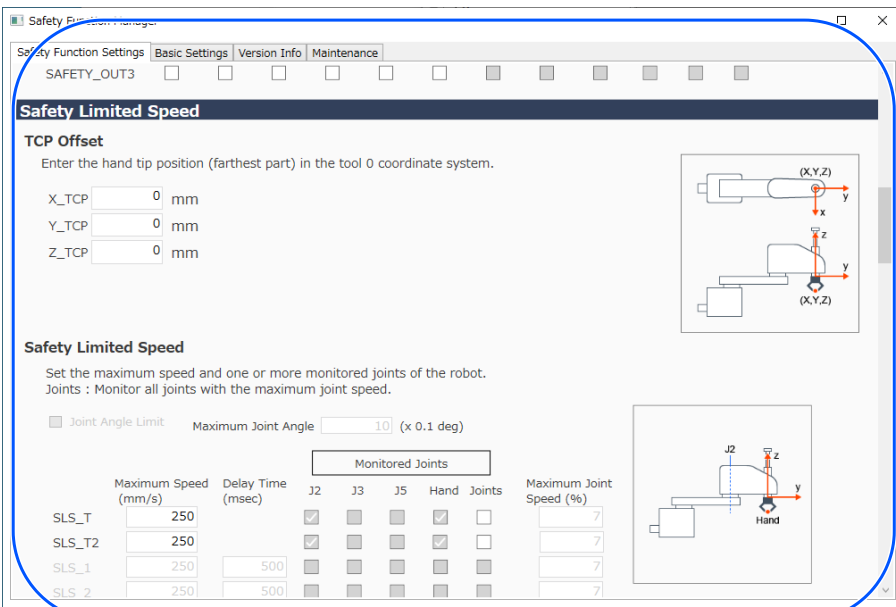 Safety Function Manager
Safety Function Settings Basic Settings Version Info Maintenance
SAFETY_OUT3
Safety Limited Speed
TCP Offset
Enter the hand tip position (farthest part) in the tool 0 coordinate system.
X_TCP 0 mm
Y_TCP 0 mm
Z_TCP 0 mm
(X,Y,Z)
y
x
z
y
(X,Y,Z)
Safety Limited Speed
Set the maximum speed and one or more monitored joints of the robot.
Joints : Monitor all joints with the maximum joint speed.
Joint Angle Limit Maximum Joint Angle 10 (x 0.1 deg)
Monitored Joints
Maximum Speed (mm/s) Delay Time (msec) J2 J3 J5 Hand Joints Maximum Joint Speed (%)
SLS_T 250 7
SLS_T2 250 7
SLS_1 250 500 7
SLS_2 250 500 7
J2
z
y
Hand